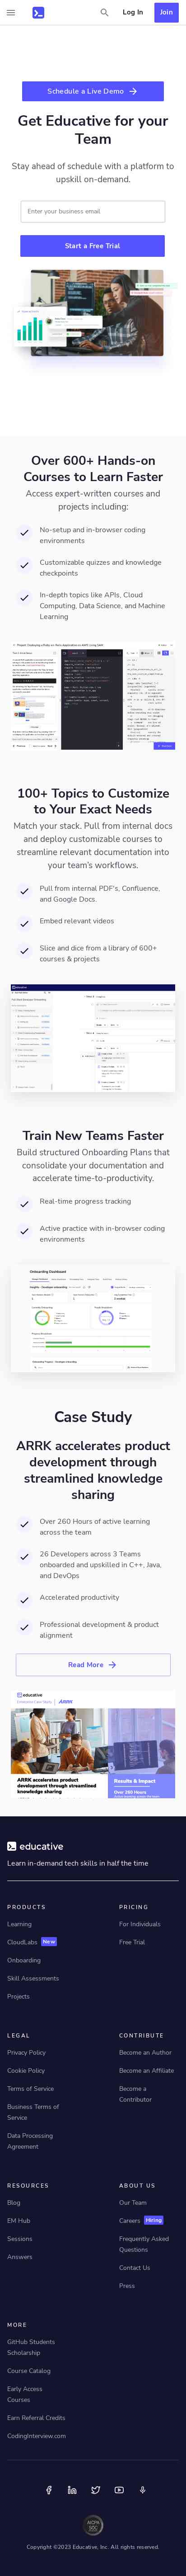 Log In
Join
Schedule a Live Demo
Get Educative for your
Team
Stay ahead of schedule with a platform to
upskill on-demand.
Enter your business email
Start a Free Trial
Over 600+ Hands-on
Courses to Learn Faster
Access expert-written courses and
projects including:
No-setup and in-browser coding
environments
Customizable quizzes and knowledge
checkpoints
In-depth topics like APIs, Cloud
Computing, Data Science, and Machine
Learning
100+ Topics to Customize
to Your Exact Needs
Match your stack. Pull from internal docs
and deploy customizable courses to
streamline relevant documentation into
your team's workflows.
Pull from internal PDF's, Confluence,
and Google Docs.
Embed relevant videos
Slice and dice from a library of 600+
courses & projects
Train New Teams Faster
Build structured Onboarding Plans that
consolidate your documentation and
accelerate time-to-productivity.
Real-time progress tracking
Active practice with in-browser coding
environments
Onboarding Dashboard
Case Study
ARRK accelerates product
development through
streamlined knowledge
sharing
Over 260 Hours of active learning
across the team
26 Developers across 3 Teams
onboarded and upskilled in C++, Java,
and DevOps
Accelerated productivity
Professional development & product
alignment
Read More
educative
ARRK
ARRK accelerates product
development through
streamlined knowledge sharing
Results & Impact
Over 260 Hours
educative
Learn in-demand tech skills in half the time
PRODUCTS
Learning
CloudLabs New
Onboarding
Skill Assessments
Projects
PRICING
For Individuals
Free Trial
LEGAL
Privacy Policy
Cookie Policy
Terms of Service
Business Terms of
Service
Data Processing
Agreement
CONTRIBUTE
Become an Author
Become an Affiliate
Become a
Contributor
RESOURCES
Blog
EM Hub
Sessions
Answers
ABOUT US
Our Team
Careers Hiring
Frequently Asked
Questions
Contact Us
Press
MORE
GitHub Students
Scholarship
Course Catalog
Early Access
Courses
Earn Referral Credits
CodingInterview.com
AICPA
SOC
Copyright ©2023 Educative, Inc. All rights reserved.